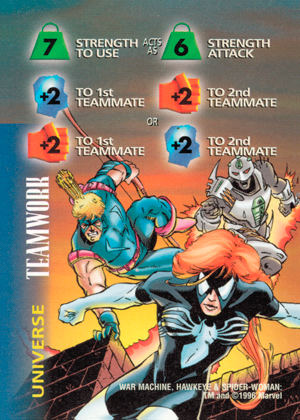 7 STRENGTH TO USE ACTS AS 6 STRENGTH ATTACK
+2 TO 1st TEAMMATE +2 TO 2nd TEAMMATE
OR
+2 TO 1st TEAMMATE +2 TO 2nd TEAMMATE
UNIVERSE TEAMWORK
WAR MACHINE, HAWKEYE & SPIDER-WOMAN:
TM and ©1996 Marvel